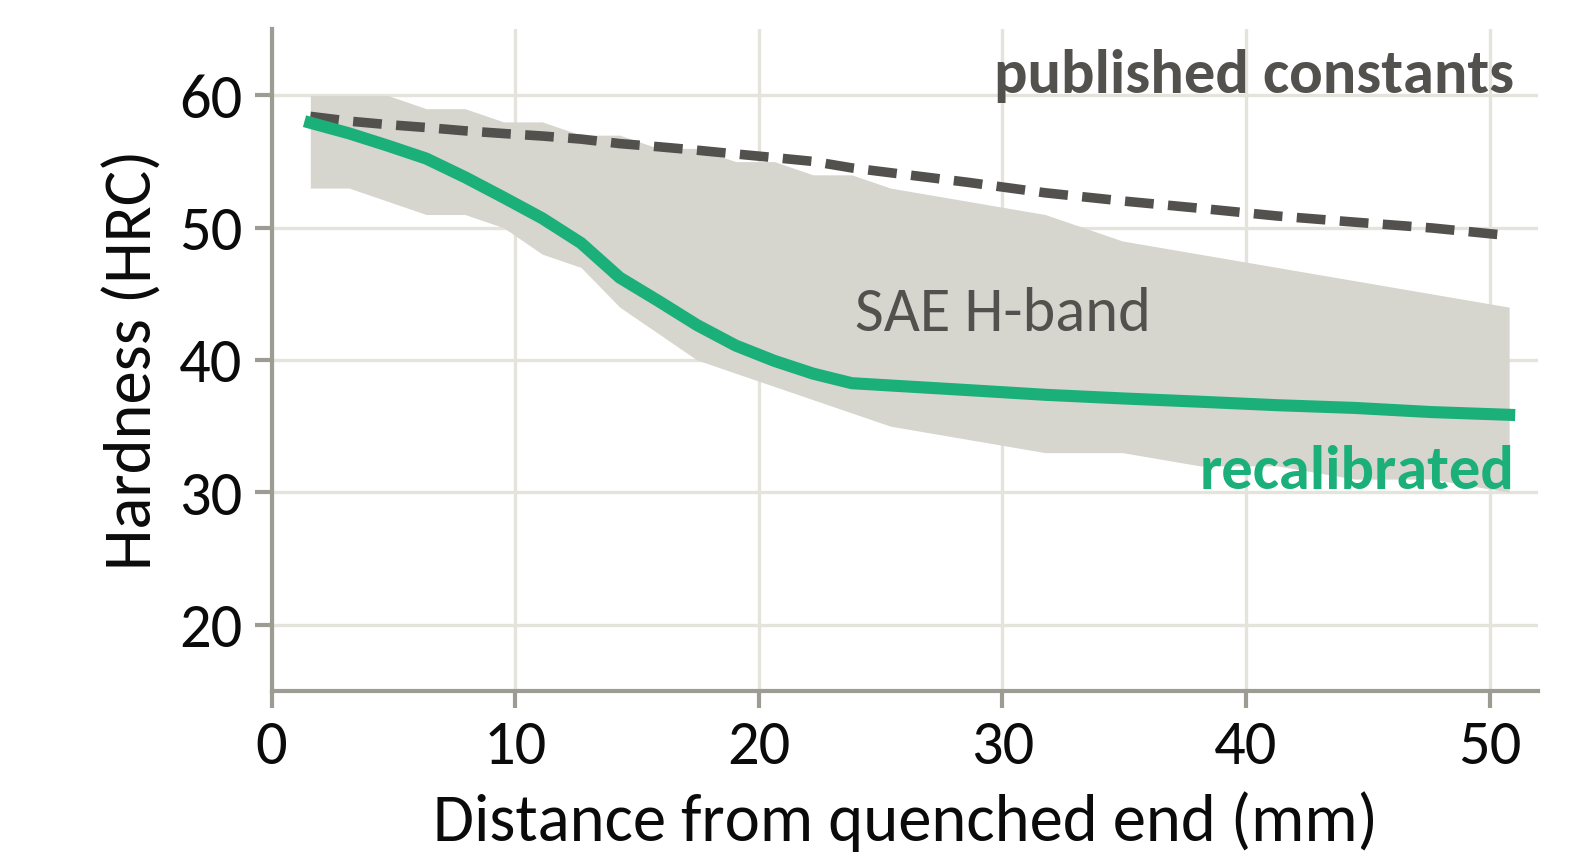 published constants
60
50
40
30
20
Hardness (HRC)
SAE H-band
recalibrated
0 10 20 30 40 50
Distance from quenched end (mm)